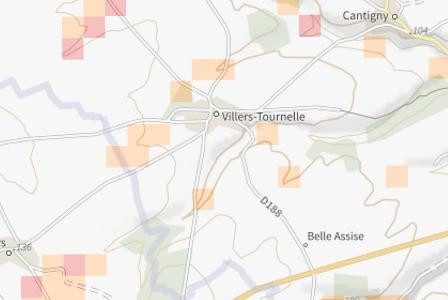 Cantigny
104
Villers-Tournelle
D188
Belle Assise
136